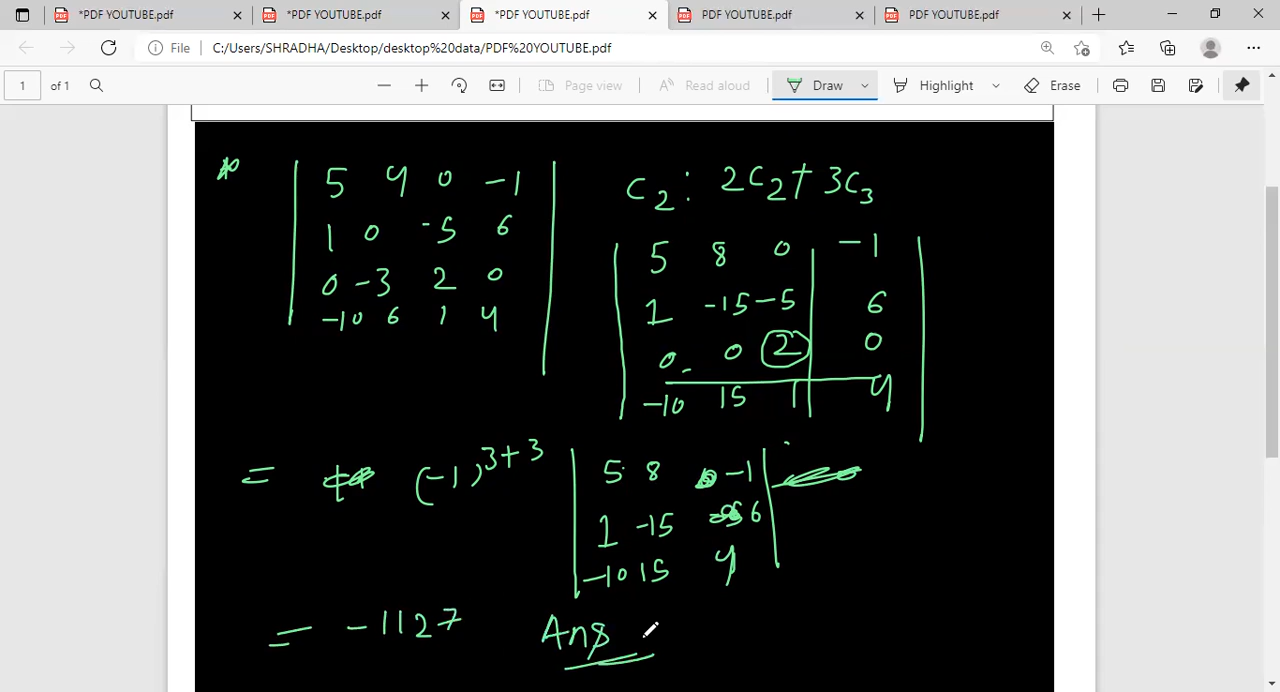 *PDF YOUTUBE.pdf
*PDF YOUTUBE.pdf
*PDF YOUTUBE.pdf
PDF YOUTUBE.pdf
PDF YOUTUBE.pdf
File C:/Users/SHRADHA/Desktop/desktop%20data/PDF%20YOUTUBE.pdf
1 of 1 Page view Read aloud Draw Highlight Erase
5 4 0 -1
1 0 -5 6
0 -3 2 0
-10 6 1 4
C2: 2C2 + 3C3
5 8 0 -1
1 -15 -5 6
0 0 2 0
-10 15 1 4
= (-1)^3+3
5 8 -1
1 -15 6
-10 15 4
= -1127 Ans